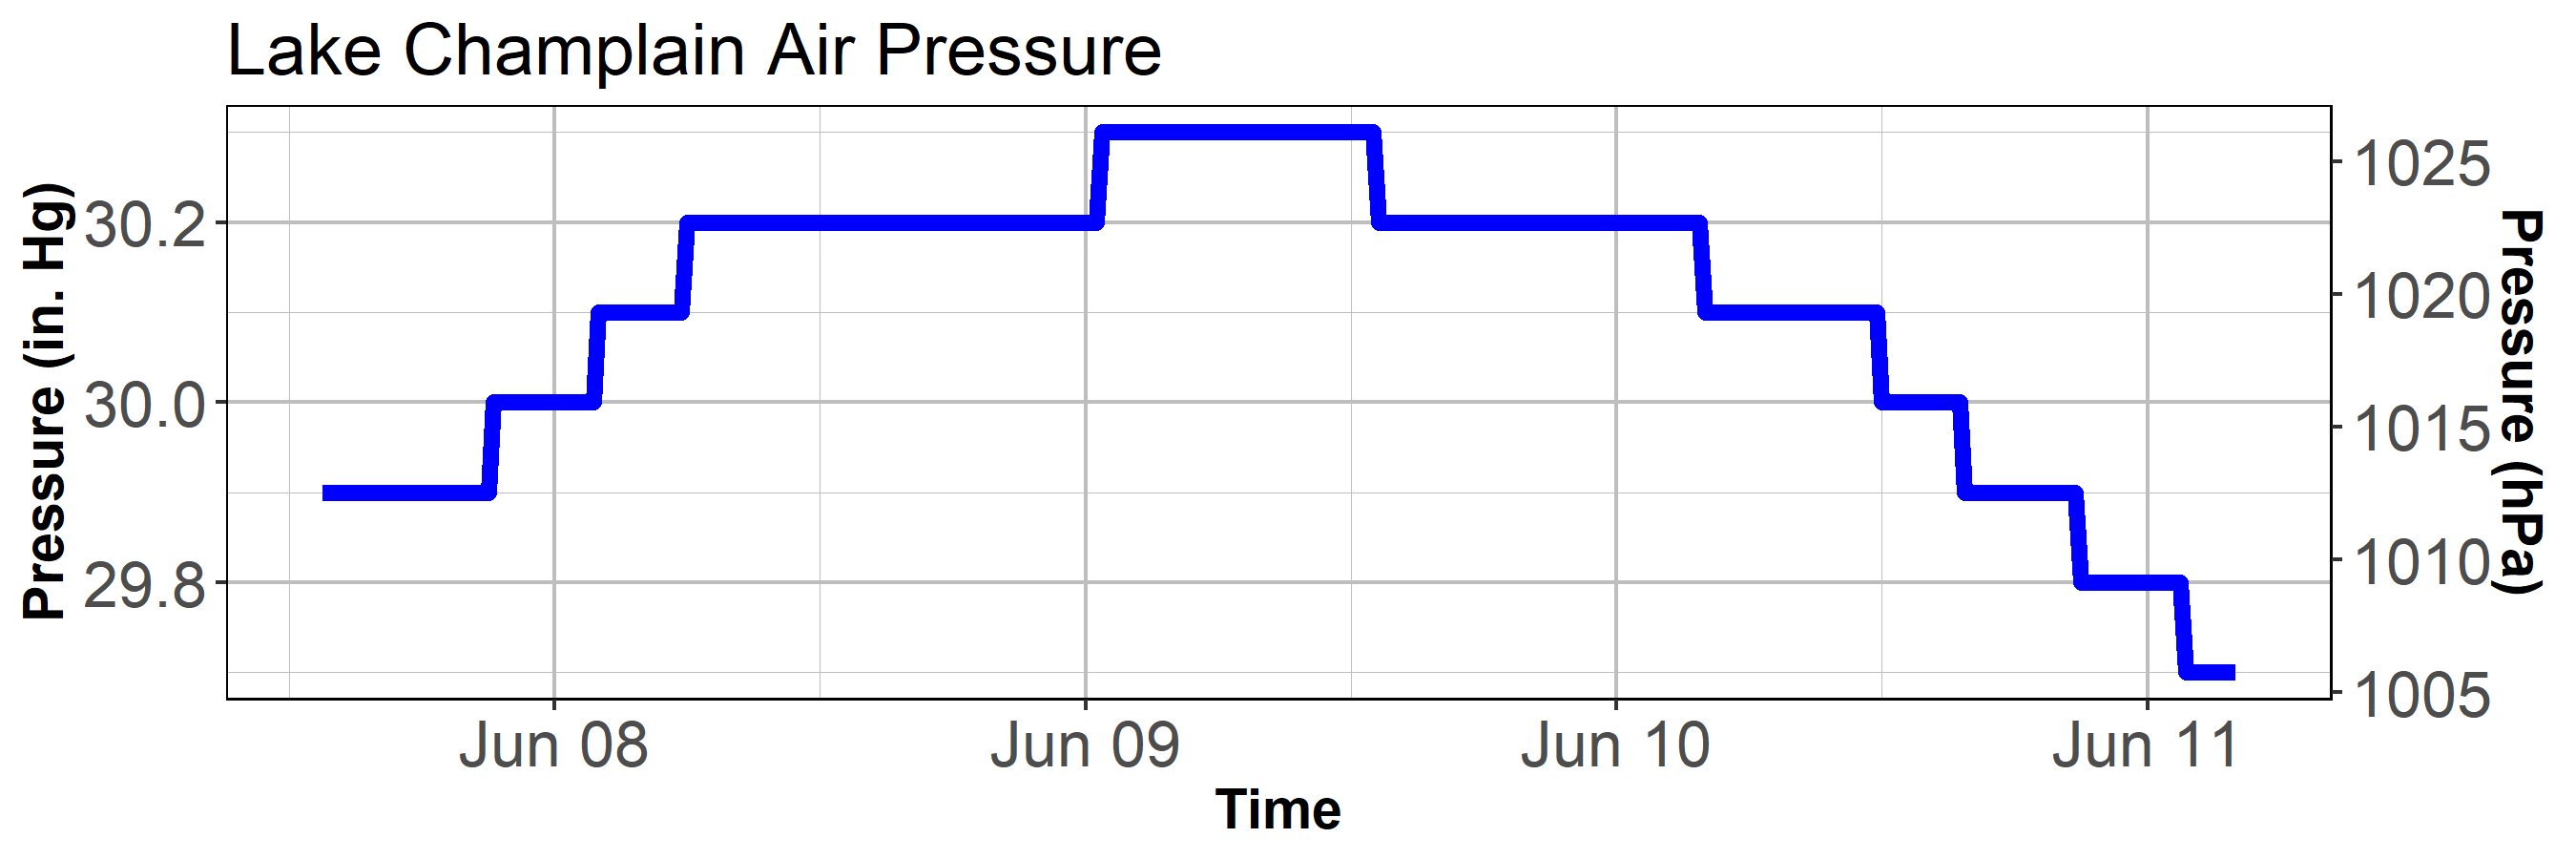 Lake Champlain Air Pressure
Pressure (in. Hg)
30.2
30.0
29.8
1025
1020
1015
1010
1005
Pressure (hPa)
Jun 08 Jun 09 Jun 10 Jun 11
Time